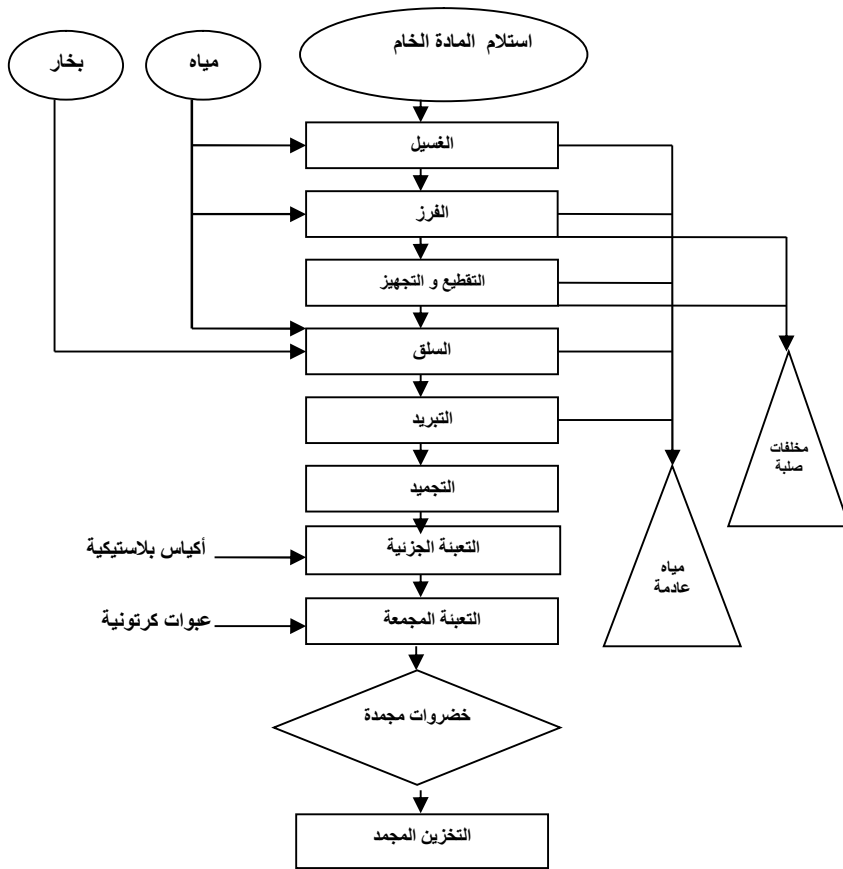 استلام المادة الخام
مياه
بخار
الغسيل
الفرز
التقطيع و التجهيز
السلق
التبريد
التجميد
مخلفات
صلبة
التعبئة الجزئية
أكياس بلاستيكية
مياه
عادمة
التعبئة المجمعة
عبوات كرتونية
خضروات مجمدة
التخزين المجمد